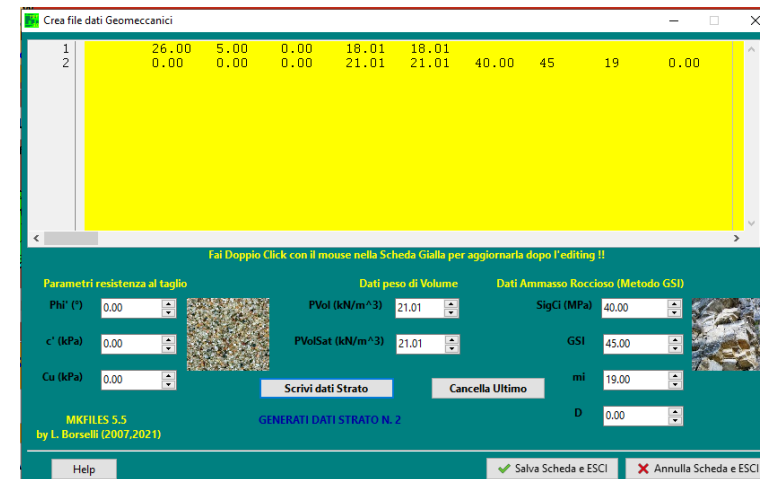 Crea file dati Geomeccanici
1 26.00 5.00 0.00 18.01 18.01
2 0.00 0.00 0.00 21.01 21.01 40.00 45 19 0.00
Fai Doppio Click con il mouse nella Scheda Gialla per aggiornarla dopo l'editing !!
Parametri resistenza al taglio Dati peso di Volume Dati Ammasso Roccioso (Metodo GSI)
Phi' (°) 0.00 PVol (kN/m^3) 21.01 SigCi (MPa) 40.00
c' (kPa) 0.00 PVolSat (kN/m^3) 21.01 GSI 45.00
Cu (kPa) 0.00 Scrivi dati Strato Cancella Ultimo mi 19.00
MKFILES 5.5 GENERATI DATI STRATO N. 2 D 0.00
by L. Borselli (2007,2021)
Help Salva Scheda e ESCI Annulla Scheda e ESCI